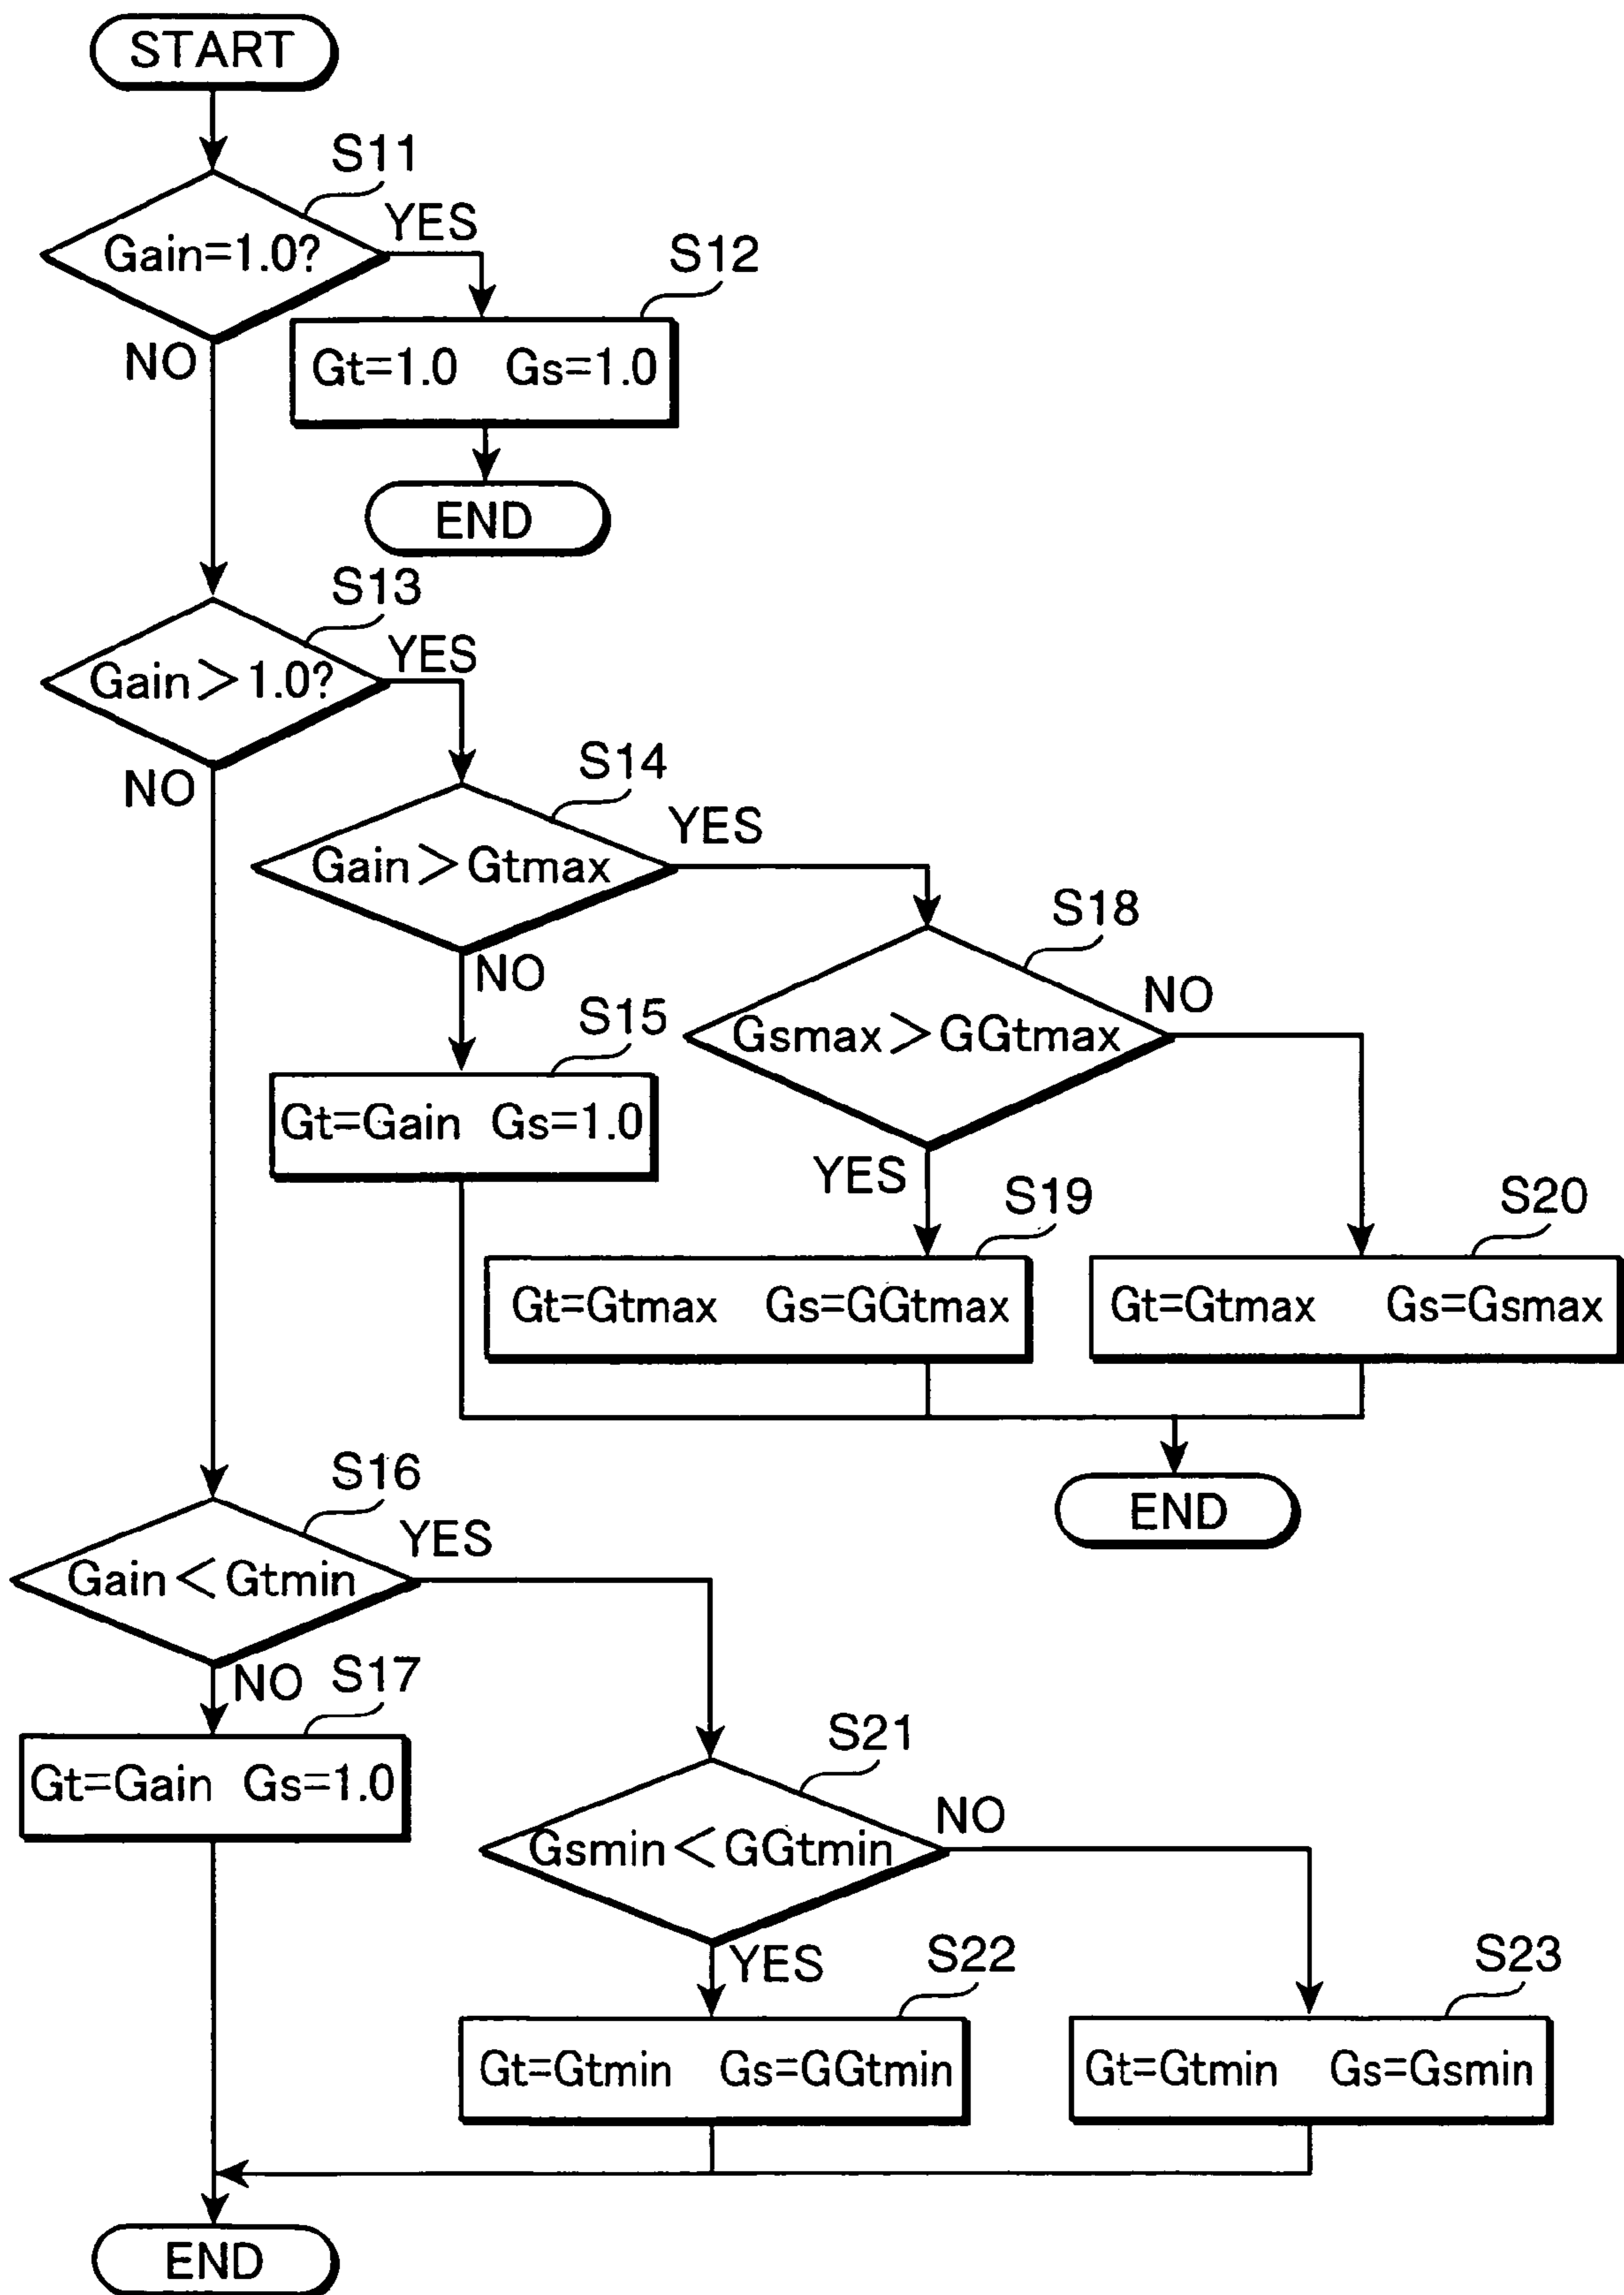 START
S11
Gain=1.0?
YES
NO
S12
Gt=1.0 Gs=1.0
END
S13
Gain>1.0?
YES
NO
S14
Gain>Gtmax
YES
NO
S18
Gsmax>GGtmax
NO
YES
S15
Gt=Gain Gs=1.0
S19
Gt=Gtmax Gs=GGtmax
S20
Gt=Gtmax Gs=Gsmax
END
S16
Gain<Gtmin
YES
NO
S17
Gt=Gain Gs=1.0
S21
Gsmin<GGtmin
NO
YES
S22
Gt=Gtmin Gs=GGtmin
S23
Gt=Gtmin Gs=Gsmin
END